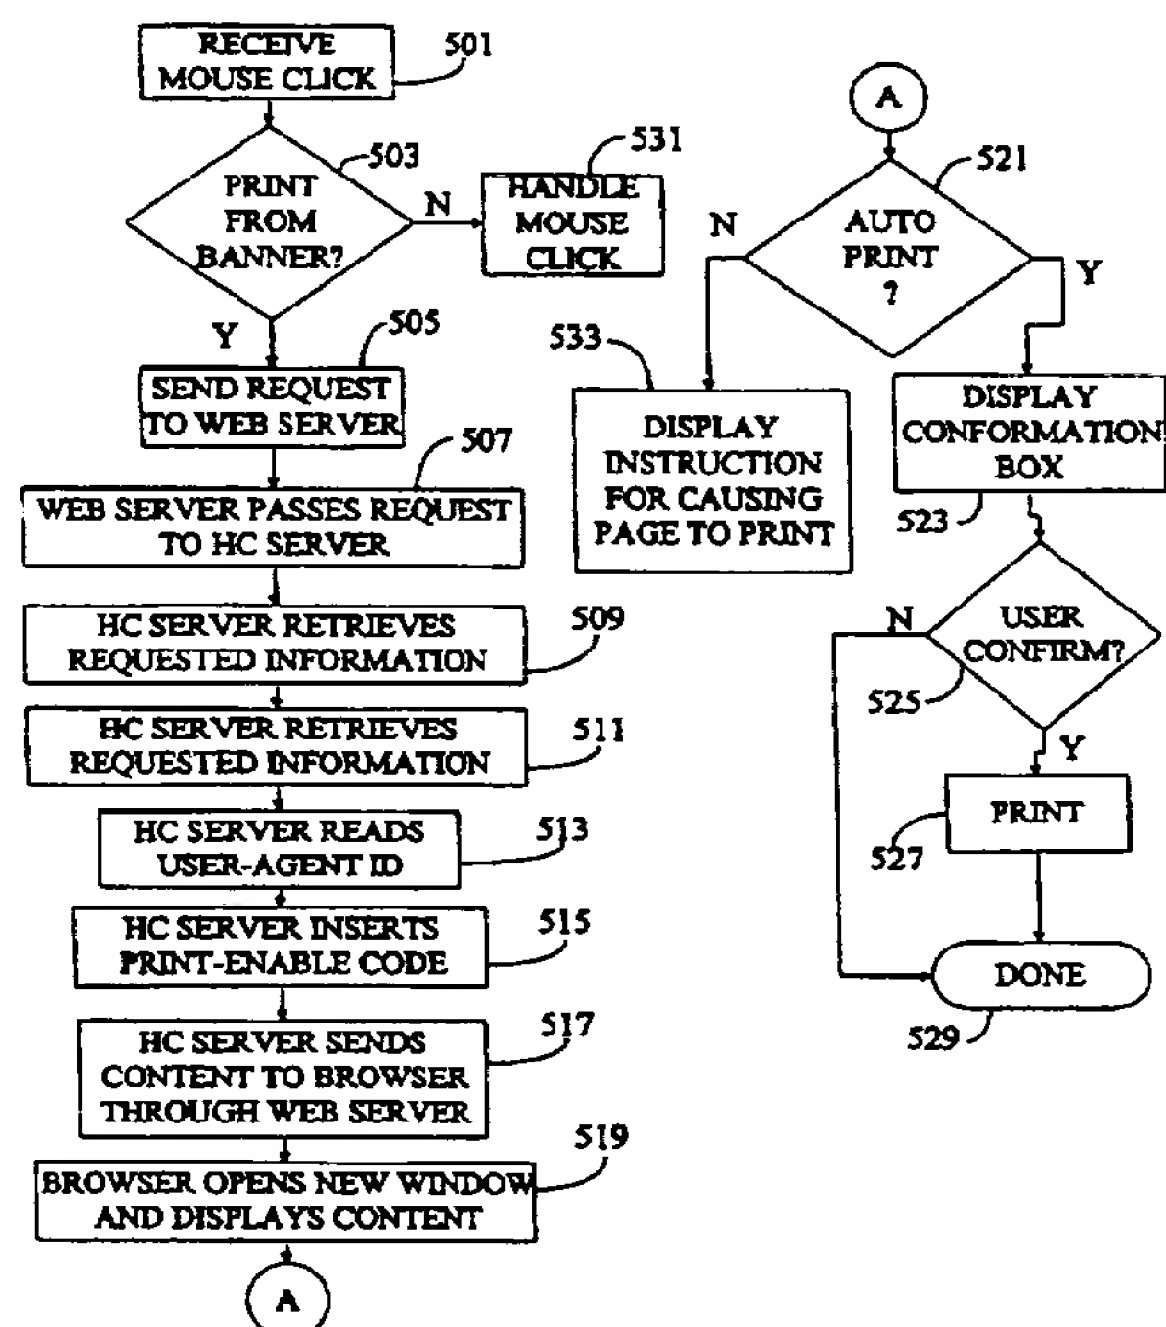 RECEIVE
MOUSE CLICK
501
503
PRINT
FROM
BANNER?
N
531
HANDLE
MOUSE
CLICK
Y
505
SEND REQUEST
TO WEB SERVER
507
WEB SERVER PASSES REQUEST
TO HC SERVER
509
HC SERVER RETRIEVES
REQUESTED INFORMATION
511
HC SERVER RETRIEVES
REQUESTED INFORMATION
513
HC SERVER READS
USER-AGENT ID
515
HC SERVER INSERTS
PRINT-ENABLE CODE
517
HC SERVER SENDS
CONTENT TO BROWSER
THROUGH WEB SERVER
519
BROWSER OPENS NEW WINDOW
AND DISPLAYS CONTENT
A
A
521
AUTO
PRINT
?
N
Y
533
DISPLAY
INSTRUCTION
FOR CAUSING
PAGE TO PRINT
DISPLAY
CONFORMATION
BOX
523
USER
CONFIRM?
N
525
Y
PRINT
527
DONE
529